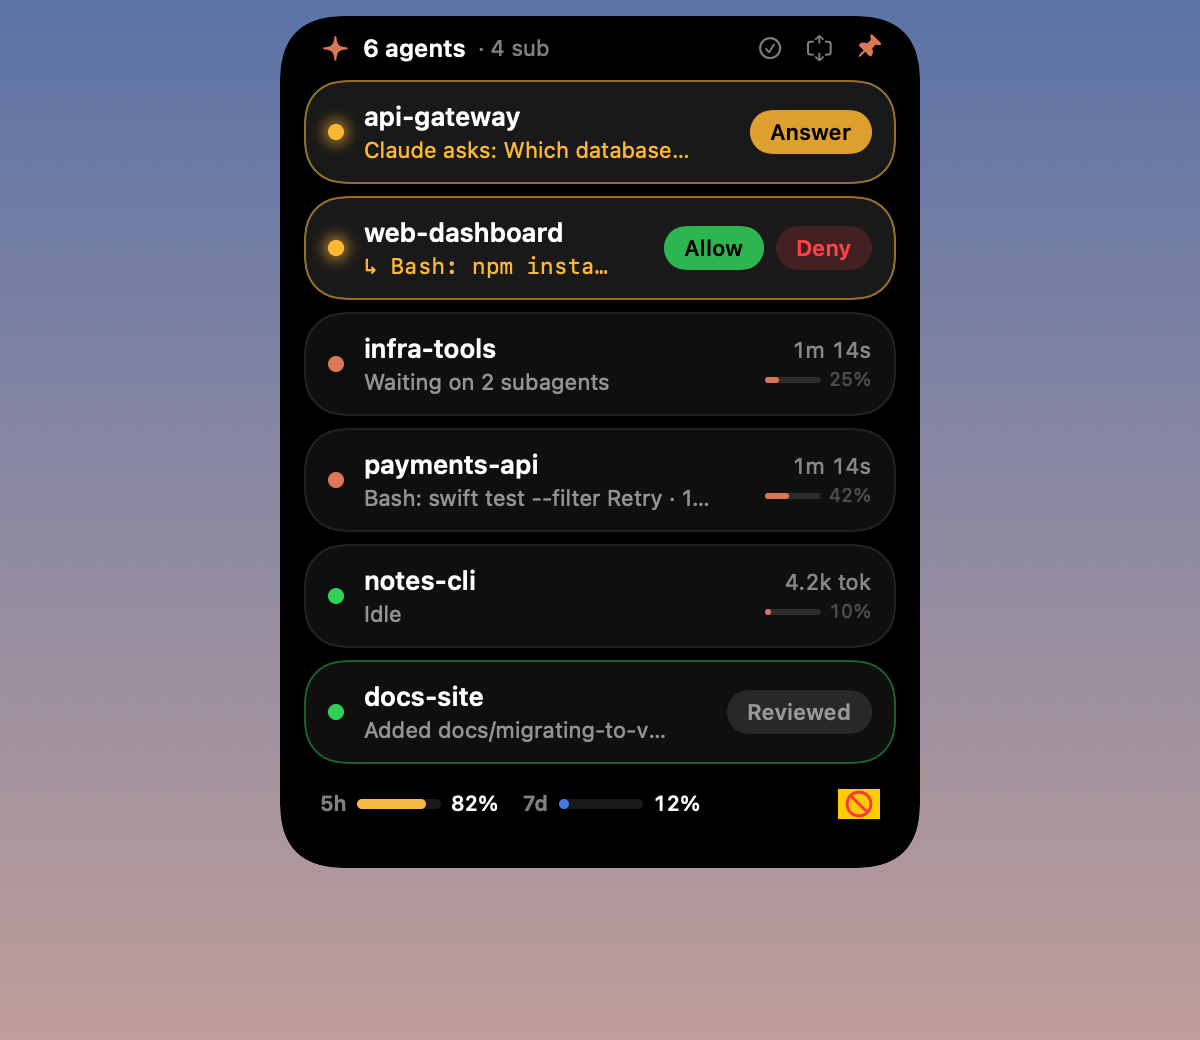 6 agents · 4 sub
api-gateway
Claude asks: Which database…
Answer
web-dashboard
↳ Bash: npm insta…
Allow
Deny
infra-tools
Waiting on 2 subagents
1m 14s
25%
payments-api
Bash: swift test --filter Retry · 1…
1m 14s
42%
notes-cli
Idle
4.2k tok
10%
docs-site
Added docs/migrating-to-v…
Reviewed
5h 82% 7d 12%